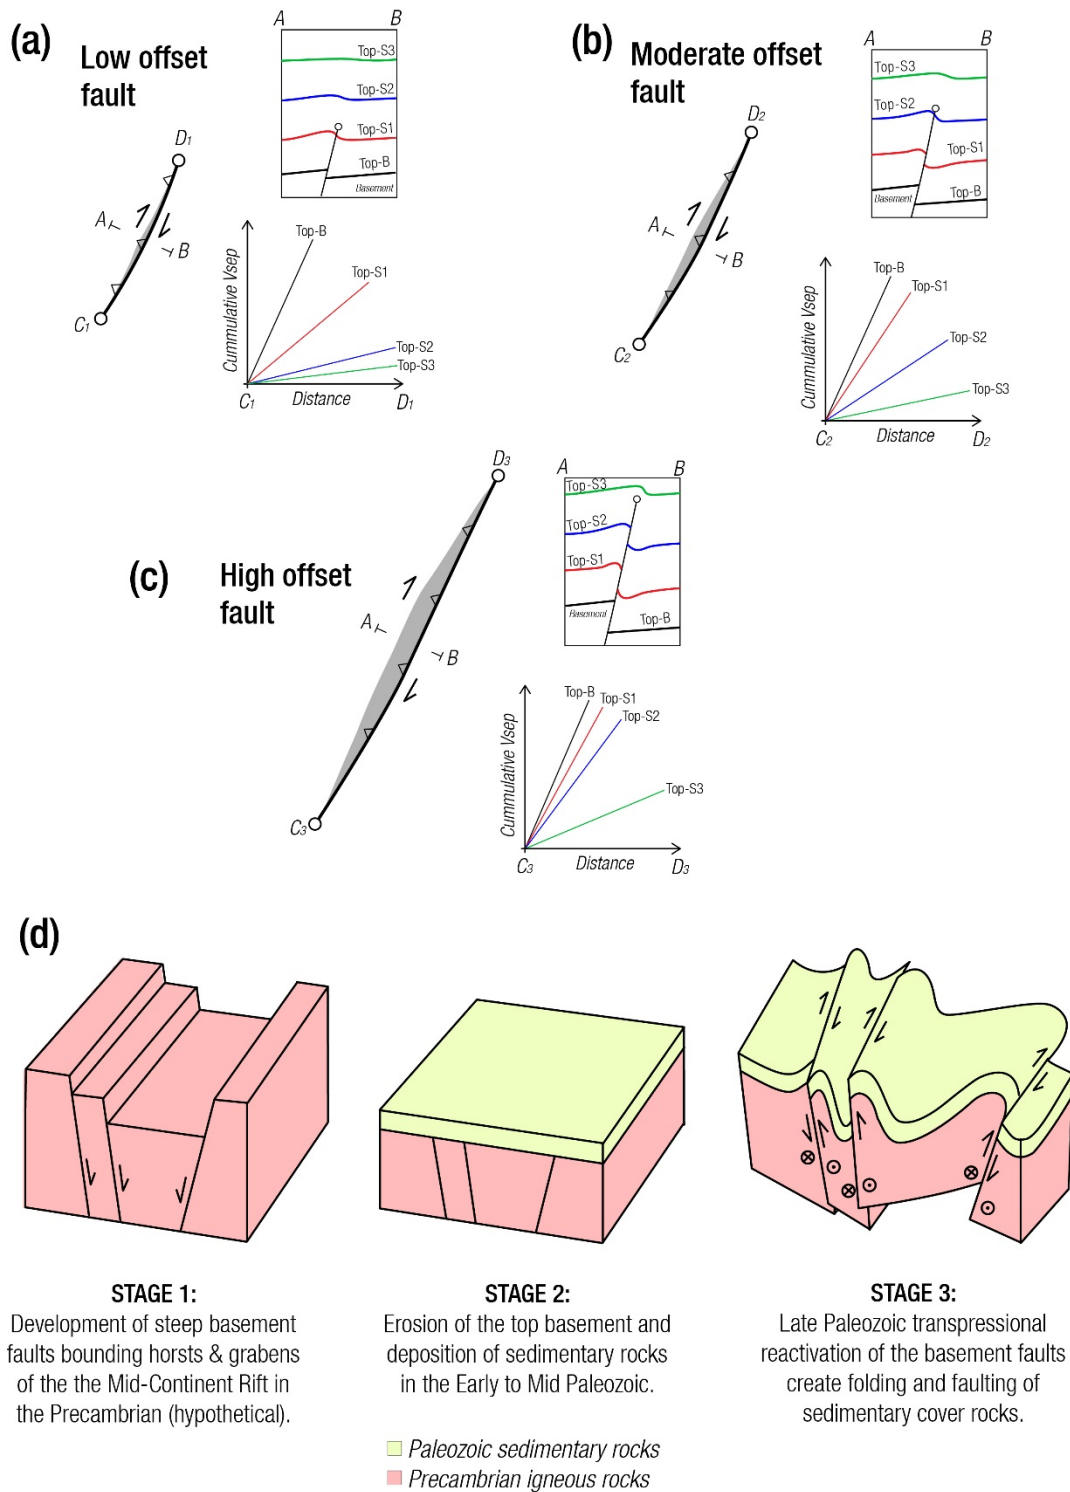 (a)
Low offset
fault
A B
Top-S3
Top-S2
Top-S1
Top-B
Basement
D1
A
B
C1
Cummulative Vsep
Top-B
Top-S1
Top-S2
Top-S3
C1 Distance D1
(b)
Moderate offset
fault
A B
Top-S3
Top-S2
Top-S1
Basement
Top-B
D2
A
B
C2
Cummulative Vsep
Top-B
Top-S1
Top-S2
Top-S3
C2 Distance D2
(c)
High offset
fault
D3
A
B
C3
A B
Top-S3
Top-S2
Top-S1
Basement
Top-B
Cummulative Vsep
Top-B
Top-S1
Top-S2
Top-S3
C3 Distance D3
(d)
STAGE 1:
Development of steep basement
faults bounding horsts & grabens
of the the Mid-Continent Rift in
the Precambrian (hypothetical).
STAGE 2:
Erosion of the top basement and
deposition of sedimentary rocks
in the Early to Mid Paleozoic.
STAGE 3:
Late Paleozoic transpressional
reactivation of the basement faults
create folding and faulting of
sedimentary cover rocks.
Paleozoic sedimentary rocks
Precambrian igneous rocks